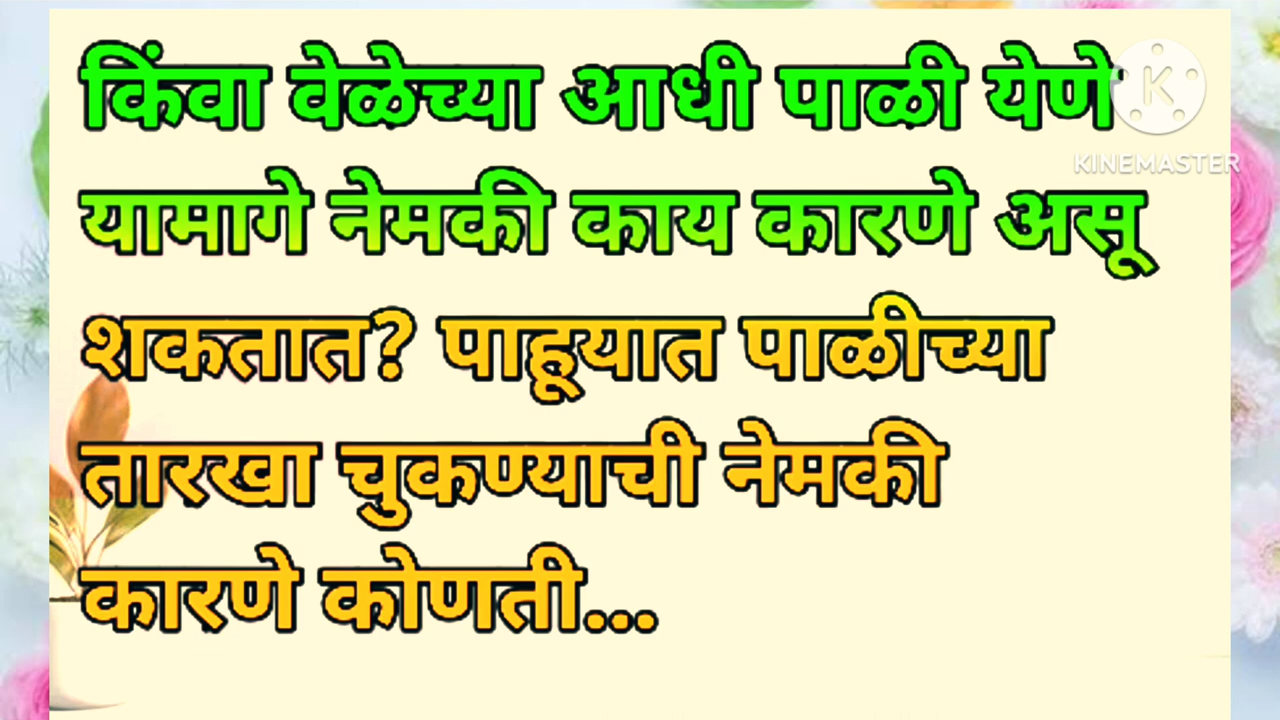 किंवा वेळेच्या आधी पाळी येणे
यामागे नेमकी काय कारणे असू
शकतात? पाहूयात पाळीच्या
तारखा चुकण्याची नेमकी
कारणे कोणती...
K
KINEMASTER